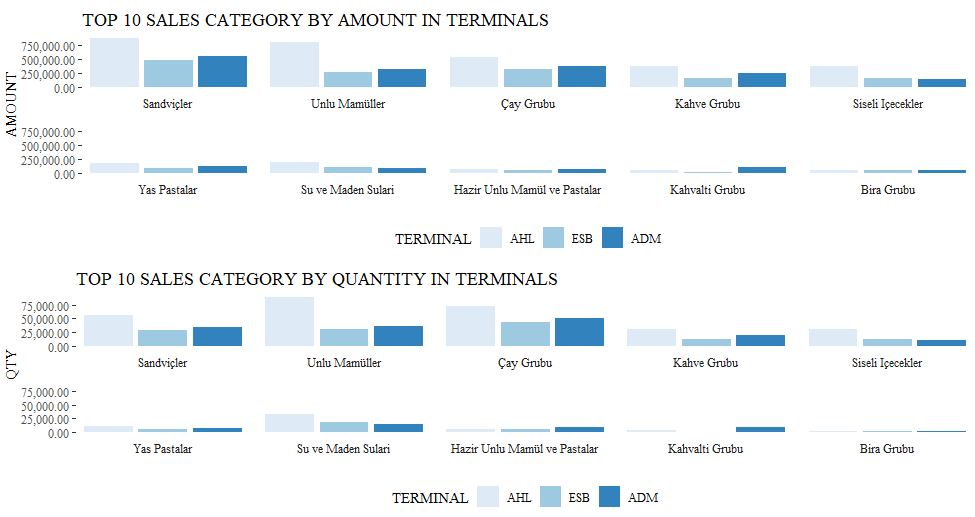 TOP 10 SALES CATEGORY BY AMOUNT IN TERMINALS
AMOUNT
750,000.00
500,000.00
250,000.00
0.00
Sandviçler Unlu Mamüller Çay Grubu Kahve Grubu Siseli Içecekler
750,000.00
500,000.00
250,000.00
0.00
Yas Pastalar Su ve Maden Sulari Hazir Unlu Mamül ve Pastalar Kahvalti Grubu Bira Grubu
TERMINAL AHL ESB ADM
TOP 10 SALES CATEGORY BY QUANTITY IN TERMINALS
QTY
75,000.00
50,000.00
25,000.00
0.00
Sandviçler Unlu Mamüller Çay Grubu Kahve Grubu Siseli Içecekler
75,000.00
50,000.00
25,000.00
0.00
Yas Pastalar Su ve Maden Sulari Hazir Unlu Mamül ve Pastalar Kahvalti Grubu Bira Grubu
TERMINAL AHL ESB ADM